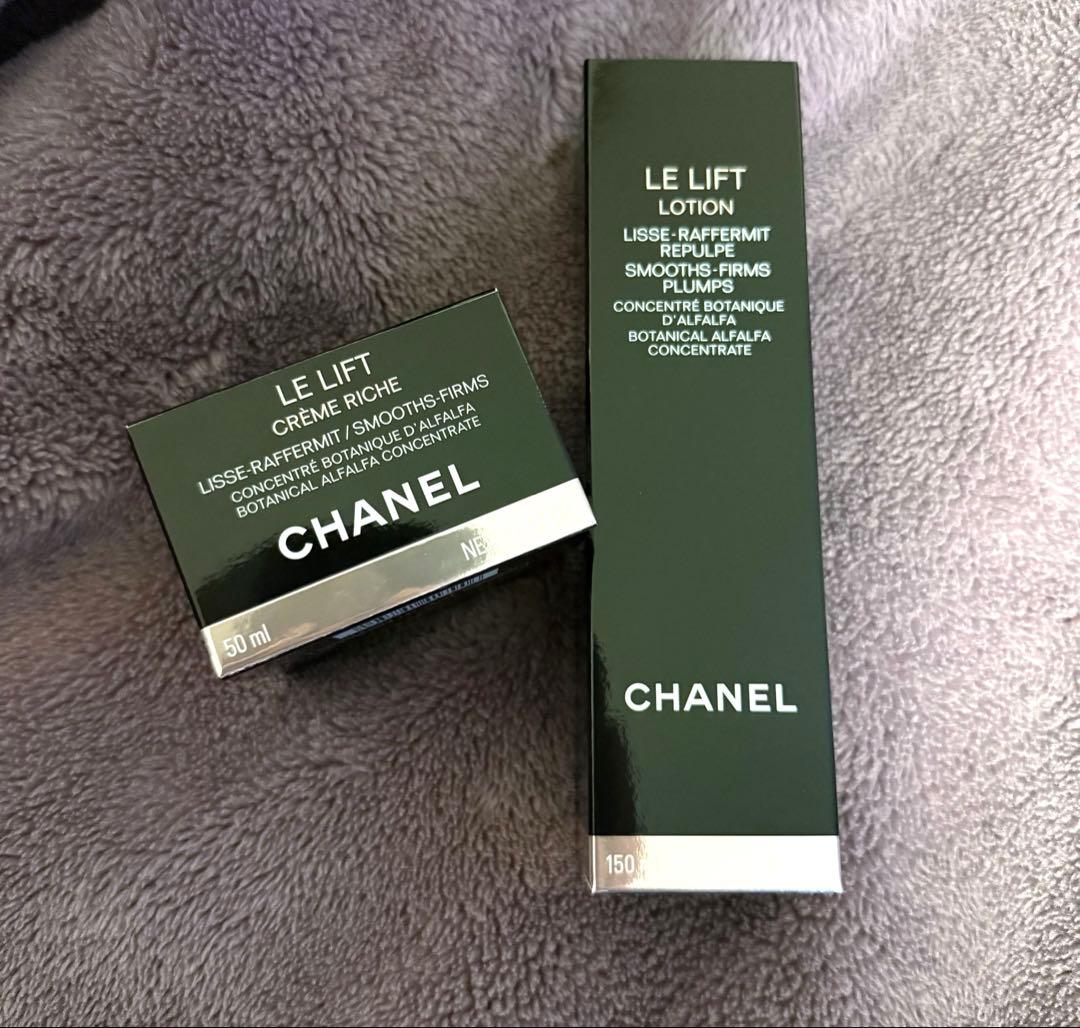 LE LIFT
CRÈME RICHE
LISSE-RAFFERMIT / SMOOTHS-FIRMS
CONCENTRÉ BOTANIQUE D'ALFALFA
BOTANICAL ALFALFA CONCENTRATE
CHANEL
50 ml
LE LIFT
LOTION
LISSE-RAFFERMIT
REPULPE
SMOOTHS-FIRMS
PLUMPS
CONCENTRÉ BOTANIQUE
D'ALFALFA
BOTANICAL ALFALFA
CONCENTRATE
CHANEL
150